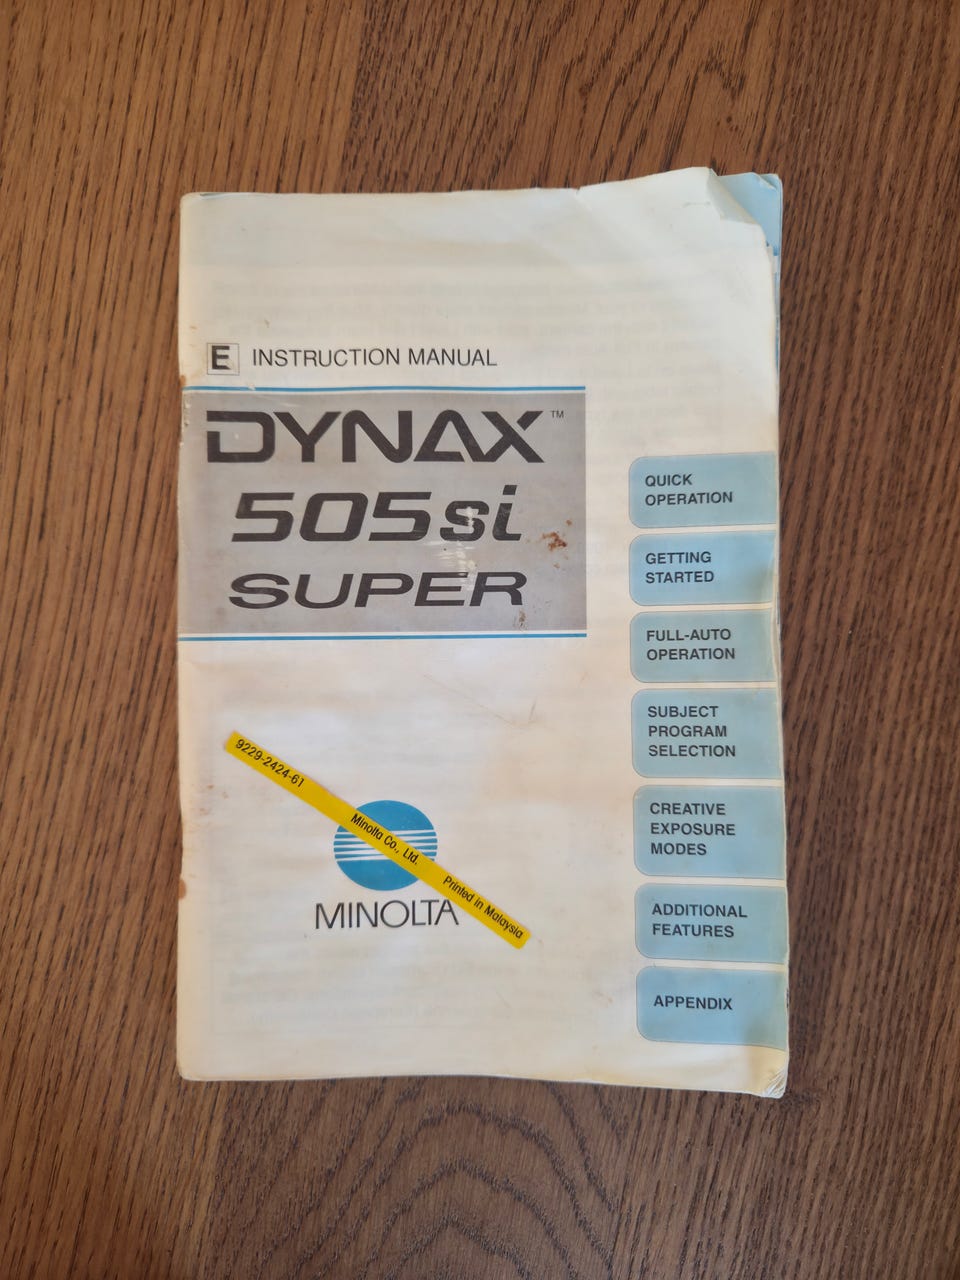 E INSTRUCTION MANUAL
DYNAX™
505si
SUPER
QUICK
OPERATION
GETTING
STARTED
FULL-AUTO
OPERATION
SUBJECT
PROGRAM
SELECTION
CREATIVE
EXPOSURE
MODES
ADDITIONAL
FEATURES
APPENDIX
9229-2424-61 Minolta Co., Ltd. Printed in Malaysia
MINOLTA